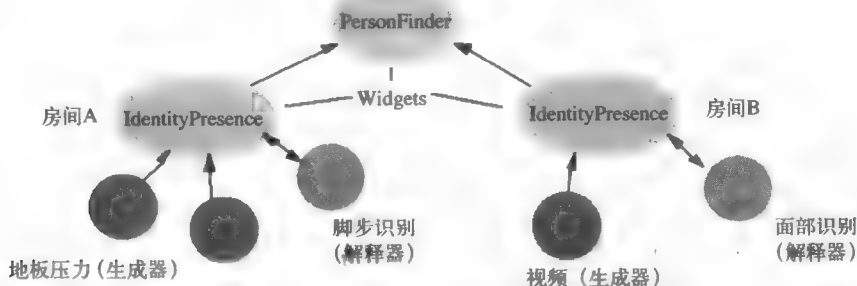 PersonFinder
Widgets
房间A
IdentityPresence
IdentityPresence
房间B
脚步识别
(解释器)
面部识别
(解释器)
地板压力(生成器)
视频(生成器)